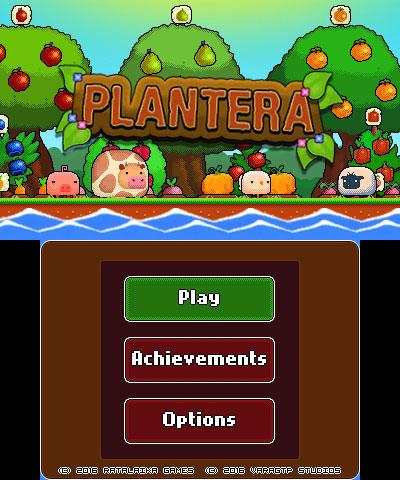 PLANTERA
Play
Achievements
Options
© 2016 RATALAIKA GAMES © 2016 VARAGTP STUDIOS